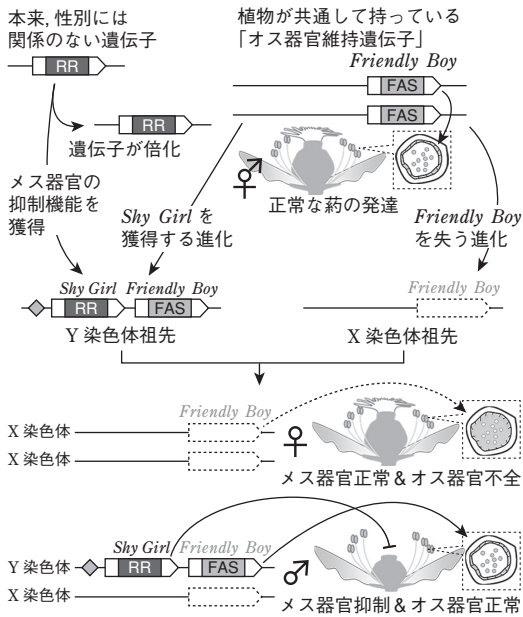 本来,性別には
関係のない遺伝子
RR
RR
遺伝子が倍化
メス器官の
抑制機能を
獲得
植物が共通して持っている
「オス器官維持遺伝子」
Friendly Boy
FAS
FAS
♀♂
正常な葯の発達
Shy Girl を
獲得する進化
Friendly Boy
を失う進化
Shy Girl Friendly Boy
RR FAS
Y 染色体祖先
Friendly Boy
X 染色体祖先
Friendly Boy
X 染色体
X 染色体
♀
メス器官正常&オス器官不全
Shy Girl Friendly Boy
Y 染色体 RR FAS
X 染色体
♂
メス器官抑制&オス器官正常